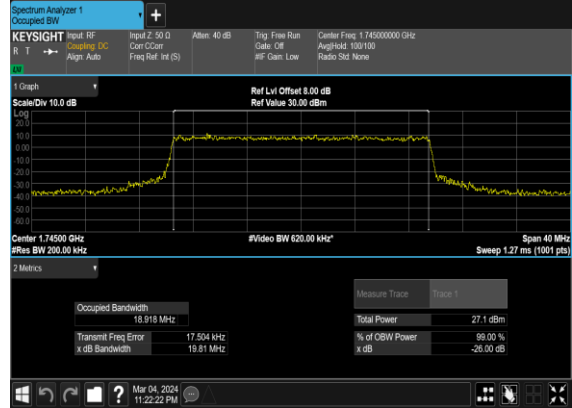 Spectrum Analyzer 1
Occupied BW
+
KEYSIGHT Input: RF Input Z: 50 Ω Atten: 40 dB Trig: Free Run Center Freq: 1.745000000 GHz
R T Coupling: DC Corr CCorr Gate: Off Avg|Hold: 100/100
Align: Auto Freq Ref: Int (S) #IF Gain: Low Radio Std: None
1 Graph
Ref Lvl Offset 8.00 dB
Scale/Div 10.0 dB Ref Value 30.00 dBm
Log
20.0
10.0
0.00
-10.0
-20.0
-30.0
-40.0
-50.0
-60.0
Center 1.74500 GHz #Video BW 620.00 kHz* Span 40 MHz
#Res BW 200.00 kHz Sweep 1.27 ms (1001 pts)
2 Metrics
Measure Trace Trace 1
Occupied Bandwidth
18.918 MHz Total Power 27.1 dBm
Transmit Freq Error 17.504 kHz % of OBW Power 99.00 %
x dB Bandwidth 19.81 MHz x dB -26.00 dB
?
Mar 04, 2024
11:22:22 PM